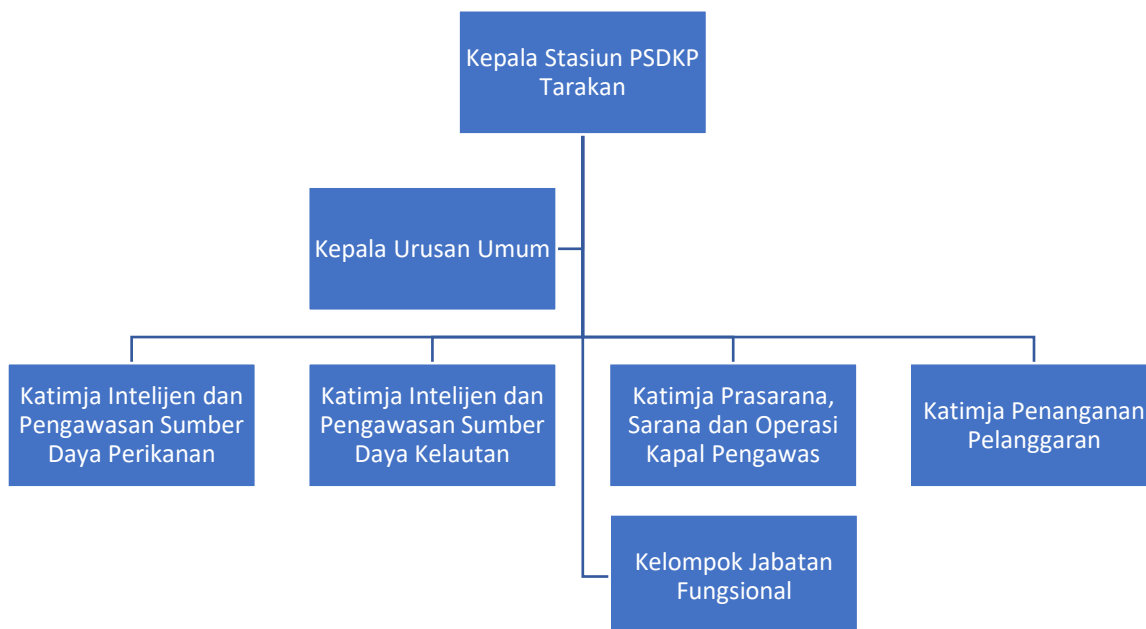 Kepala Stasiun PSDKP
Tarakan
Kepala Urusan Umum
Katimja Intelijen dan
Pengawasan Sumber
Daya Perikanan
Katimja Intelijen dan
Pengawasan Sumber
Daya Kelautan
Katimja Prasarana,
Sarana dan Operasi
Kapal Pengawas
Katimja Penanganan
Pelanggaran
Kelompok Jabatan
Fungsional